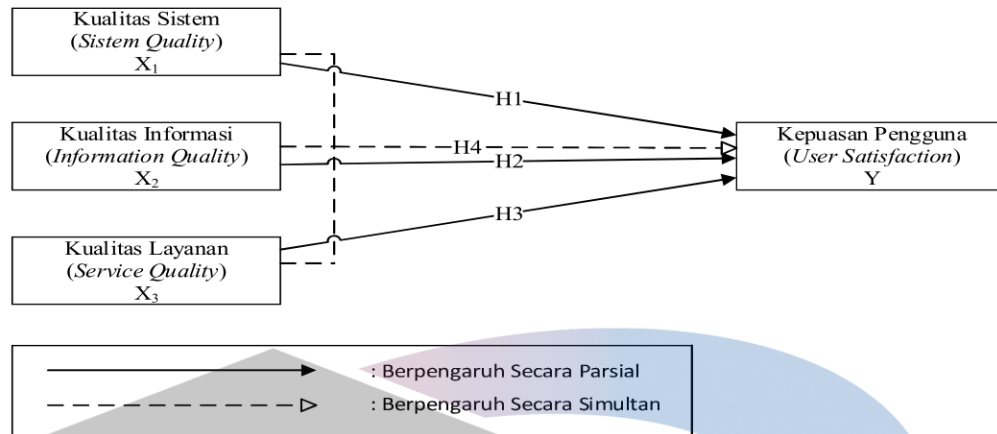 Kualitas Sistem
(Sistem Quality)
X₁
H1
Kualitas Informasi
(Information Quality)
X₂
H4
H2
Kepuasan Pengguna
(User Satisfaction)
Y
H3
Kualitas Layanan
(Service Quality)
X₃
: Berpengaruh Secara Parsial
: Berpengaruh Secara Simultan